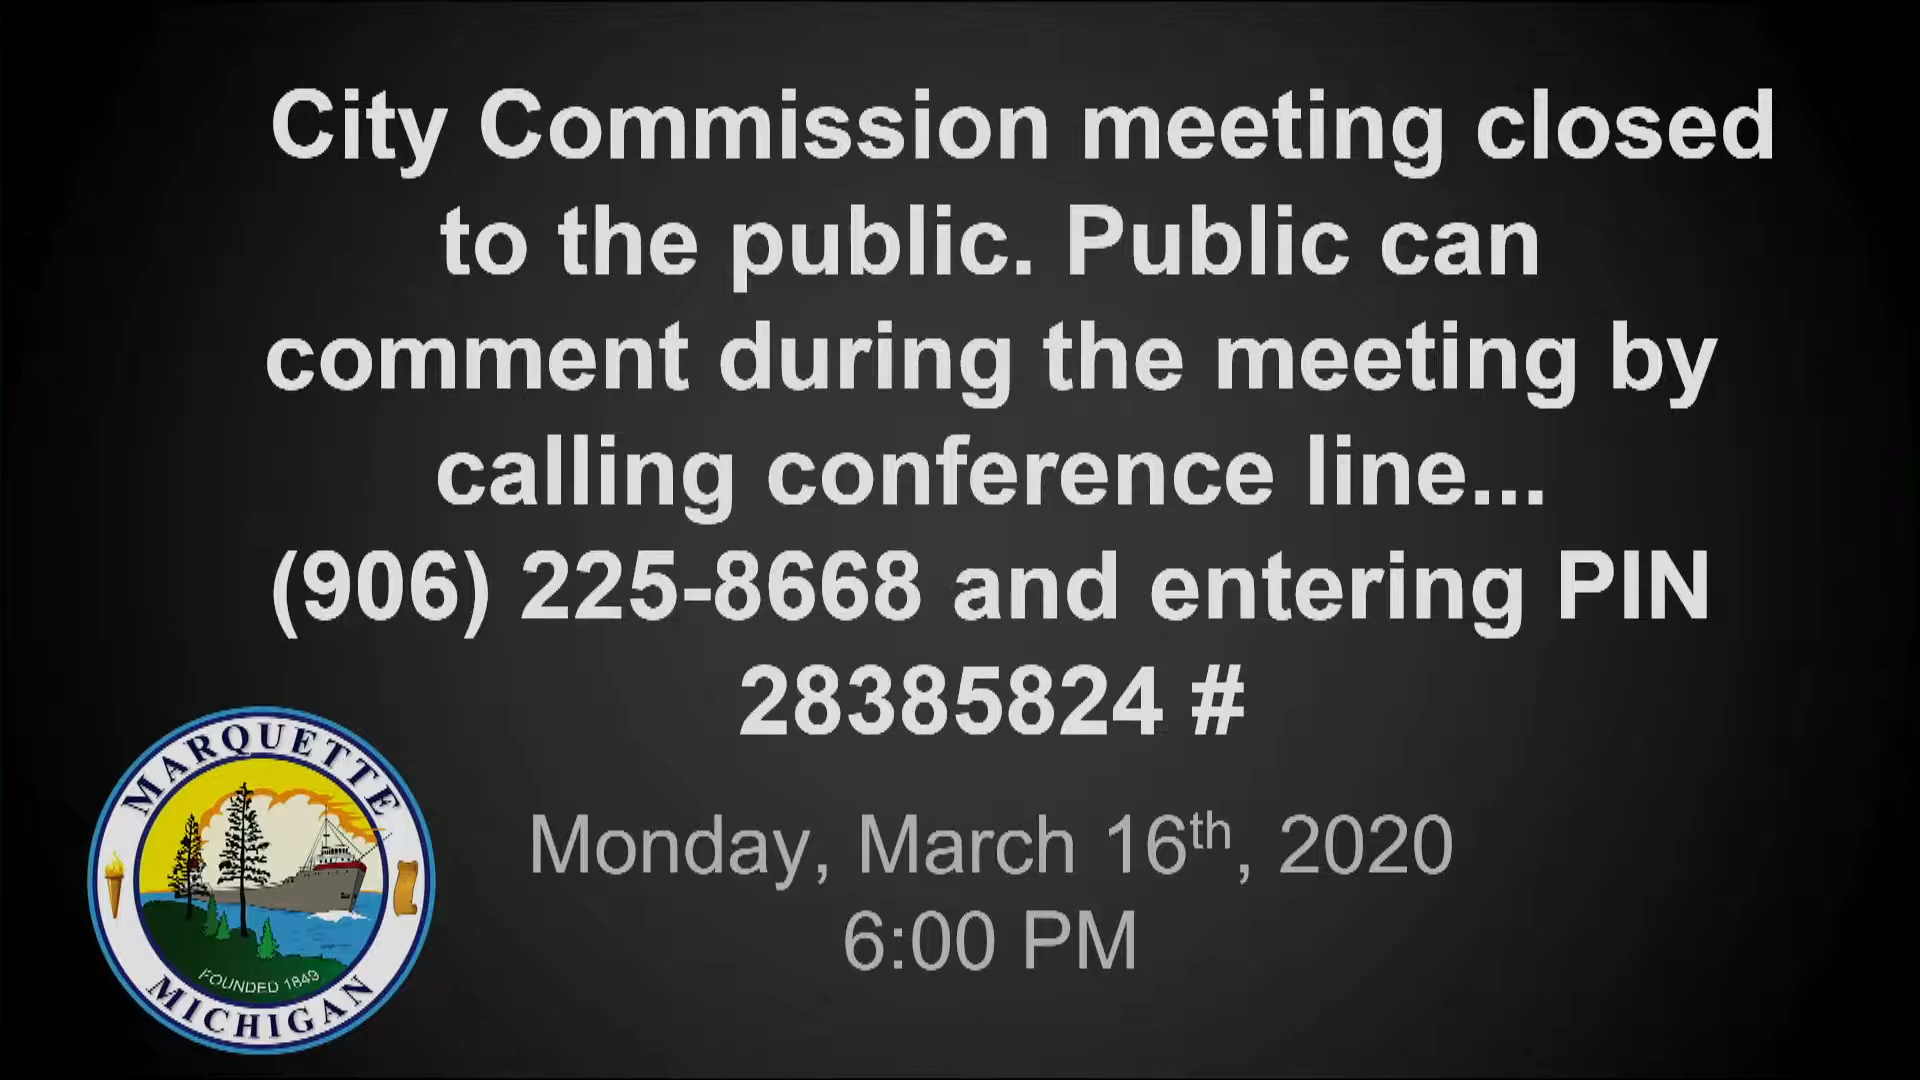 City Commission meeting closed
to the public. Public can
comment during the meeting by
calling conference line...
(906) 225-8668 and entering PIN
28385824 #
Monday, March 16th, 2020
6:00 PM
MARQUETTE
FOUNDED 1849
MICHIGAN